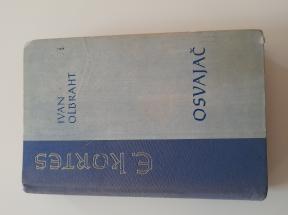 IVAN
OLBRAHT
OSVAJAČ
E. KORTES